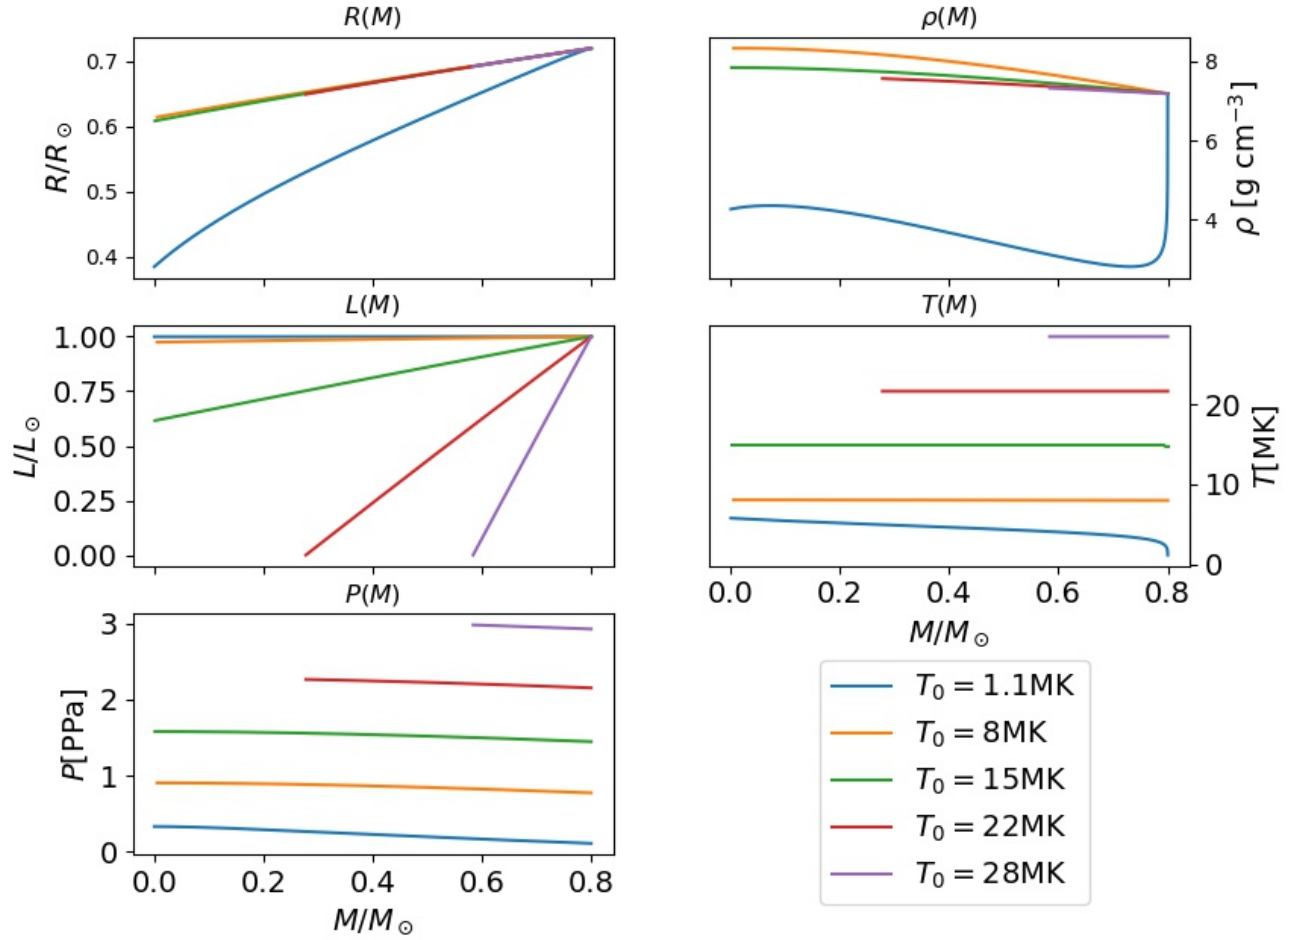 R(M)
R/R⊙
0.7
0.6
0.5
0.4
ρ(M)
8
6
4
ρ [g cm⁻³]
L(M)
L/L⊙
1.00
0.75
0.50
0.25
0.00
T(M)
20
10
0
T[MK]
0.0 0.2 0.4 0.6 0.8
M/M⊙
P(M)
P[PPa]
3
2
1
0
0.0 0.2 0.4 0.6 0.8
M/M⊙
T₀ = 1.1MK
T₀ = 8MK
T₀ = 15MK
T₀ = 22MK
T₀ = 28MK